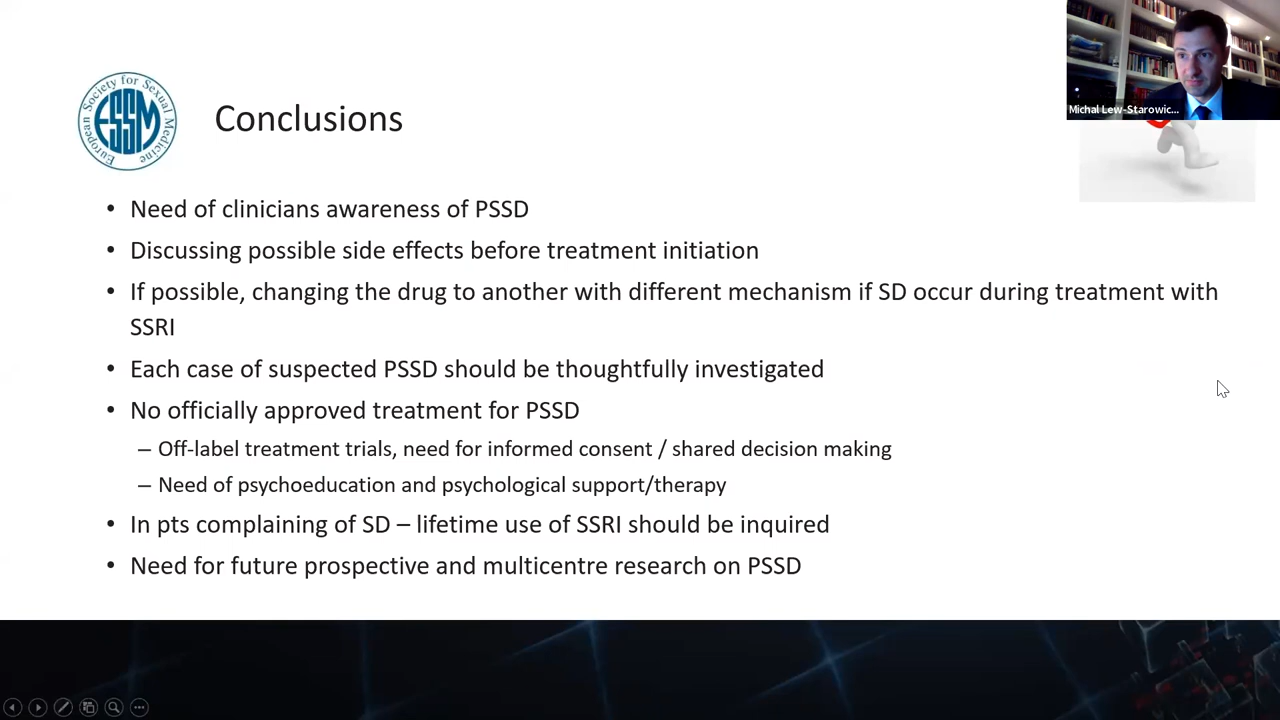 European Society for Sexual Medicine
ESSM
Conclusions
Michal Lew-Starowic...
• Need of clinicians awareness of PSSD
• Discussing possible side effects before treatment initiation
• If possible, changing the drug to another with different mechanism if SD occur during treatment with
SSRI
• Each case of suspected PSSD should be thoughtfully investigated
• No officially approved treatment for PSSD
– Off-label treatment trials, need for informed consent / shared decision making
– Need of psychoeducation and psychological support/therapy
• In pts complaining of SD – lifetime use of SSRI should be inquired
• Need for future prospective and multicentre research on PSSD